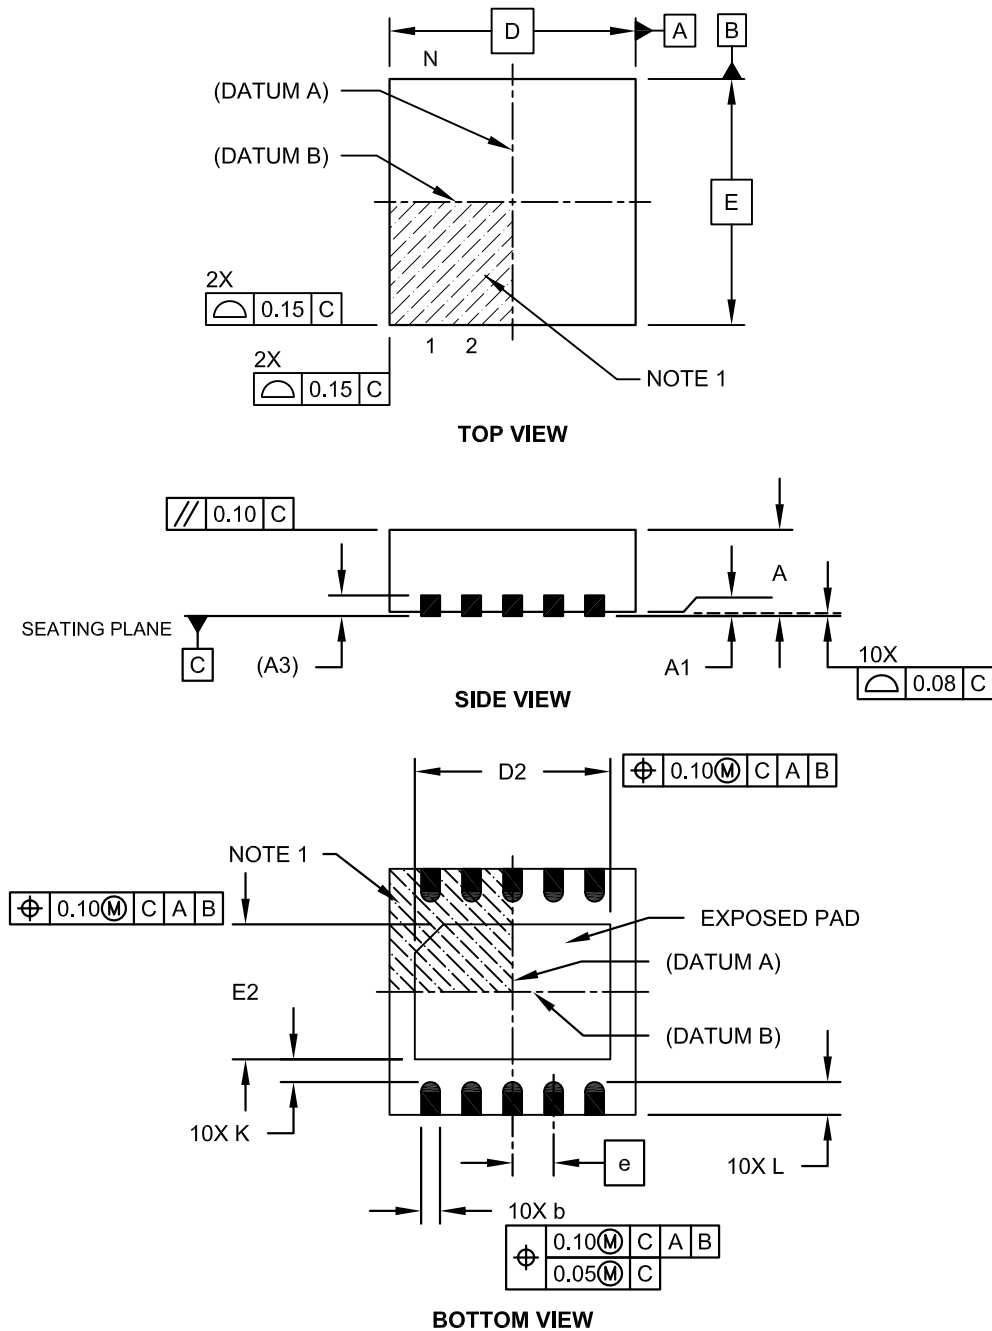 D
A
B
N
(DATUM A)
(DATUM B)
E
2X
0.15 C
1 2
2X
0.15 C
NOTE 1
TOP VIEW
0.10 C
A
SEATING PLANE
C
(A3)
A1
10X
0.08 C
SIDE VIEW
D2
0.10 Ⓜ C A B
NOTE 1
0.10 Ⓜ C A B
EXPOSED PAD
(DATUM A)
E2
(DATUM B)
10X K
e
10X L
10X b
0.10 Ⓜ C A B
0.05 Ⓜ C
BOTTOM VIEW